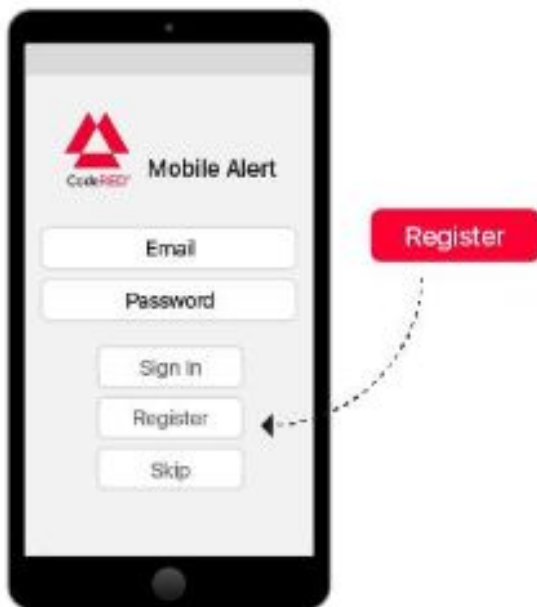 CodeRED®
Mobile Alert
Email
Password
Sign In
Register
Skip
Register